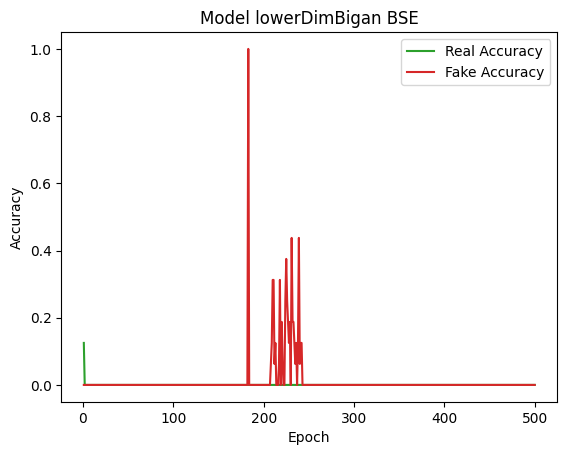 Model lowerDimBigan BSE
Real Accuracy
Fake Accuracy
Accuracy
1.0
0.8
0.6
0.4
0.2
0.0
0 100 200 300 400 500
Epoch